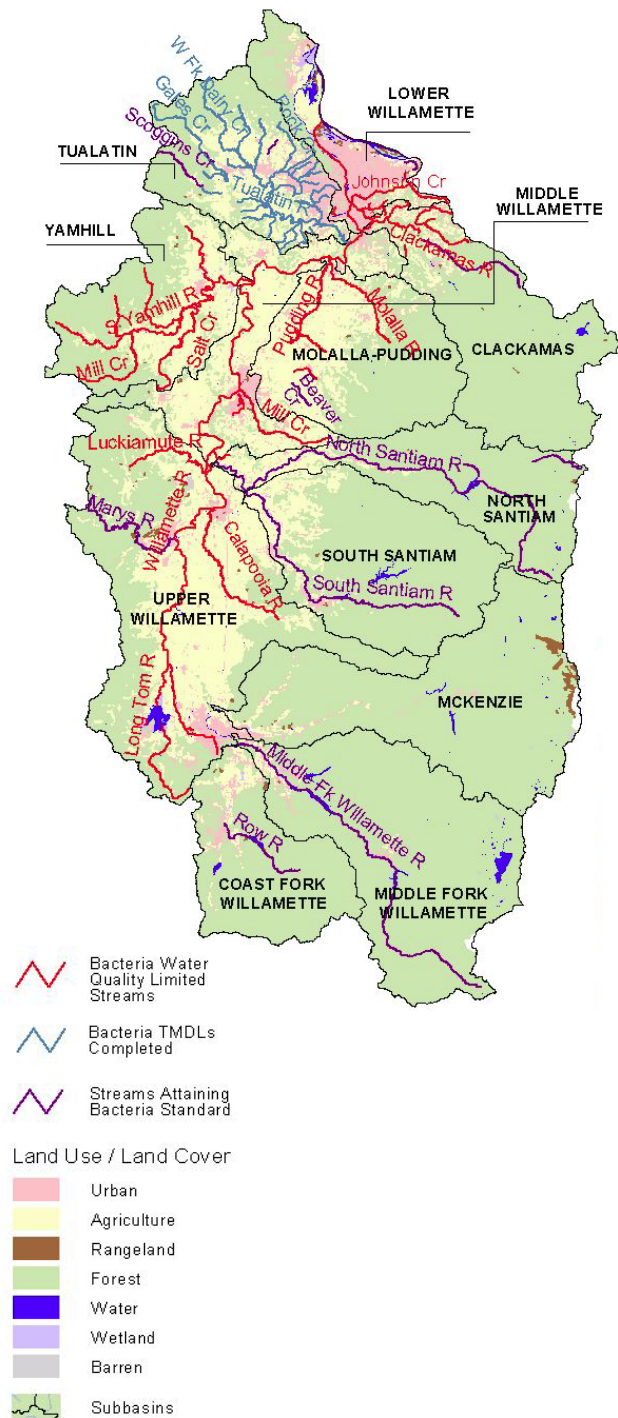 W Fk Dairy Cr
Gales Cr
Rock Cr
Scoggins Cr
LOWER
WILLAMETTE
TUALATIN
Tualatin R
Johnson Cr
MIDDLE
WILLAMETTE
YAMHILL
Clackamas R
S Yamhill R
Pudding R
Molalla R
Salt Cr
Mill Cr
MOLALLA-PUDDING
CLACKAMAS
Beaver
Cr
Mill Cr
Luckiamute R
North Santiam R
Willamette R
Marys R
NORTH
SANTIAM
Calapooia R
SOUTH SANTIAM
South Santiam R
UPPER
WILLAMETTE
Long Tom R
MCKENZIE
Middle Fk Willamette R
Row R
COAST FORK
WILLAMETTE
MIDDLE FORK
WILLAMETTE
Bacteria Water
Quality Limited
Streams
Bacteria TMDLs
Completed
Streams Attaining
Bacteria Standard
Land Use / Land Cover
Urban
Agriculture
Rangeland
Forest
Water
Wetland
Barren
Subbasins